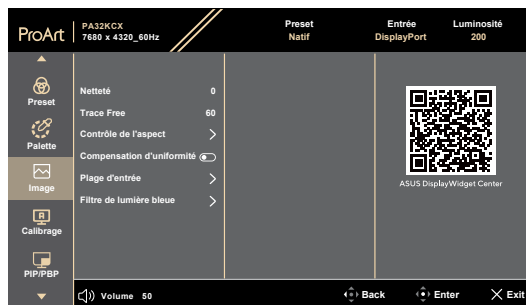 ProArt
PA32KCX
7680 x 4320_60Hz
Preset
Natif
Entrée
DisplayPort
Luminosité
200
Preset
Palette
Image
Calibrage
PIP/PBP
Netteté 0
Trace Free 60
Contrôle de l'aspect
Compensation d'uniformité
Plage d'entrée
Filtre de lumière bleue
ASUS DisplayWidget Center
Volume 50
Back
Enter
Exit